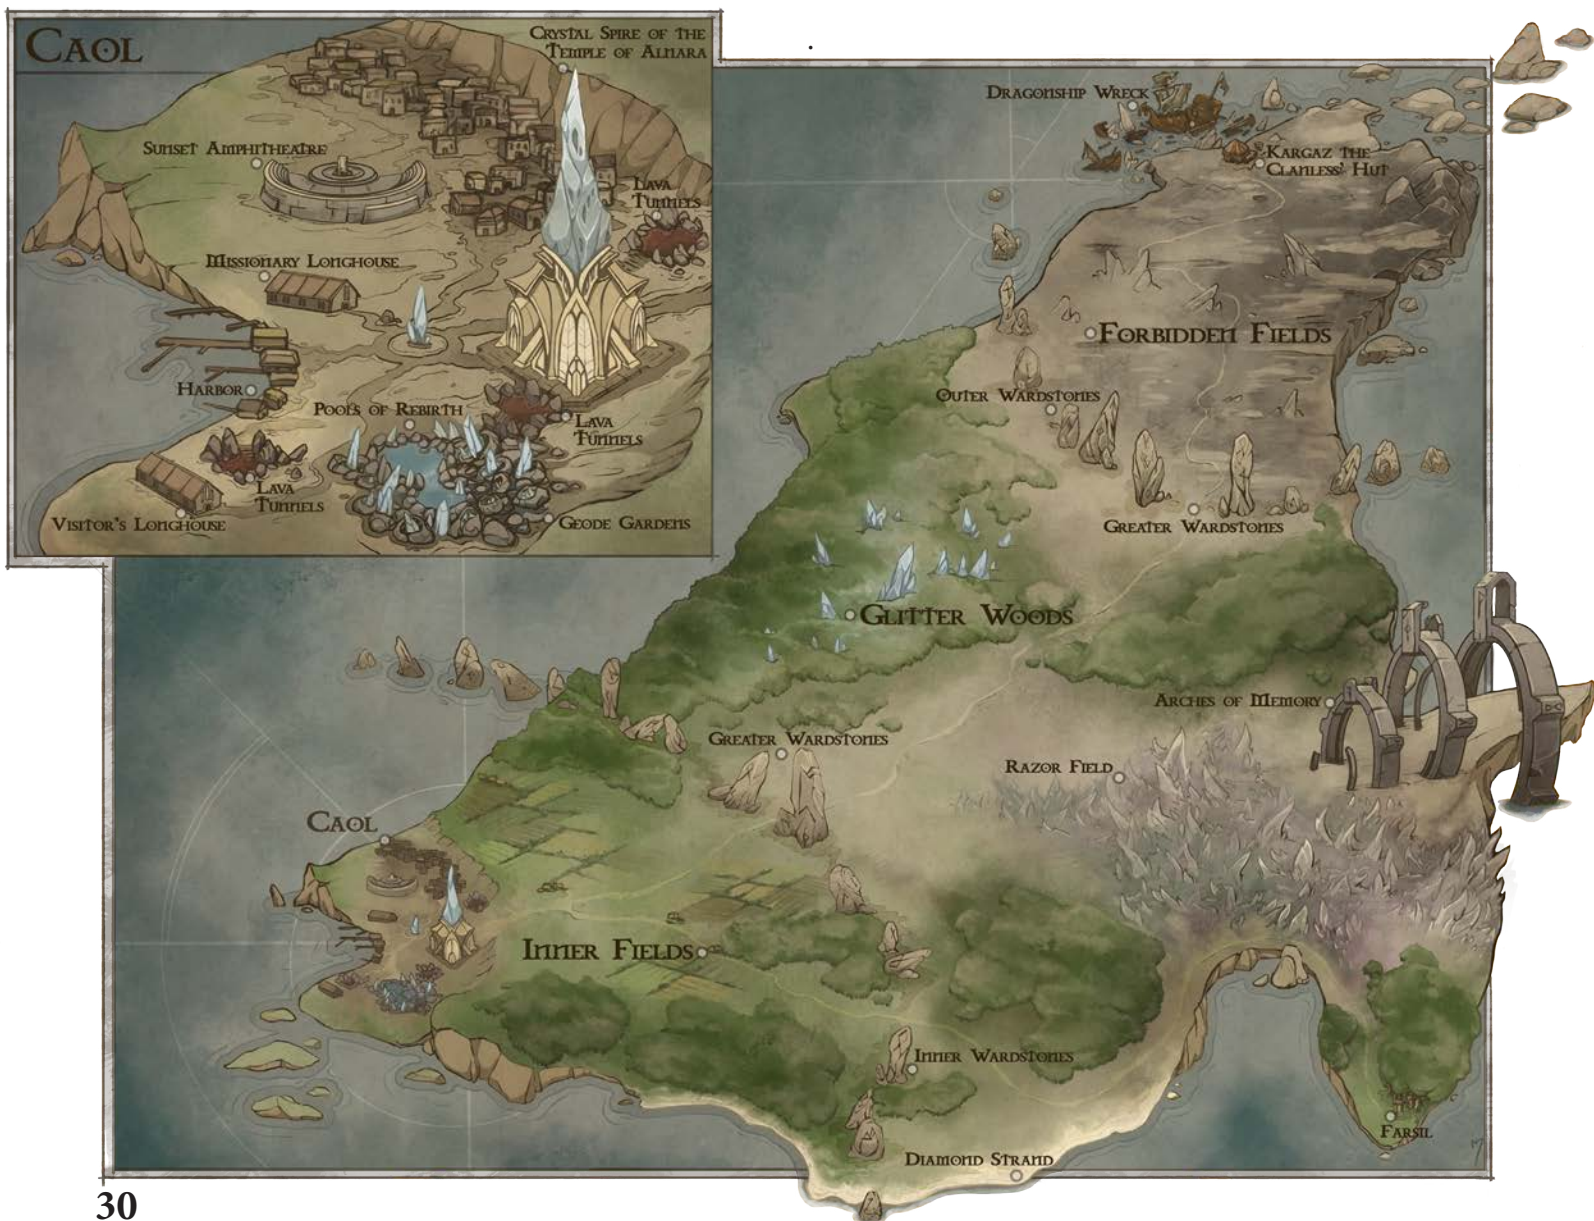 CAOL
CRYSTAL SPIRE OF THE
TEMPLE OF ALNARA
SUNSET AMPHITHEATRE
LAVA
TUNNELS
MISSIONARY LONGHOUSE
HARBOR
POOLS OF REBIRTH
LAVA
TUNNELS
LAVA
TUNNELS
VISITOR'S LONGHOUSE
GEODE GARDENS
DRAGONSHIP WRECK
KARGAZ THE
CLANLESS' HUT
FORBIDDEN FIELDS
OUTER WARDSTONES
GREATER WARDSTONES
GLITTER WOODS
ARCHES OF MEMORY
GREATER WARDSTONES
RAZOR FIELD
CAOL
INNER FIELDS
INNER WARDSTONES
FARSIL
DIAMOND STRAND
30